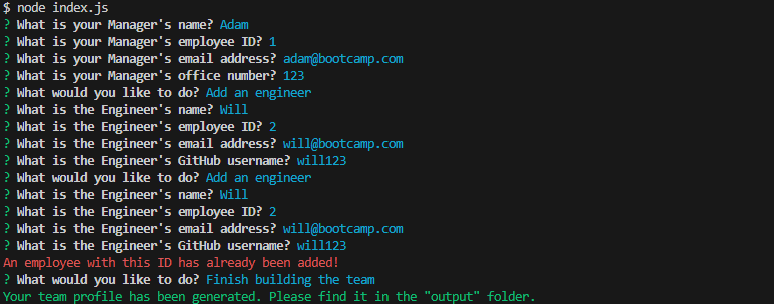 $ node index.js
? What is your Manager's name? Adam
? What is your Manager's employee ID? 1
? What is your Manager's email address? adam@bootcamp.com
? What is your Manager's office number? 123
? What would you like to do? Add an engineer
? What is the Engineer's name? Will
? What is the Engineer's employee ID? 2
? What is the Engineer's email address? will@bootcamp.com
? What is the Engineer's GitHub username? will123
? What would you like to do? Add an engineer
? What is the Engineer's name? Will
? What is the Engineer's employee ID? 2
? What is the Engineer's email address? will@bootcamp.com
? What is the Engineer's GitHub username? will123
An employee with this ID has already been added!
? What would you like to do? Finish building the team
Your team profile has been generated. Please find it in the "output" folder.